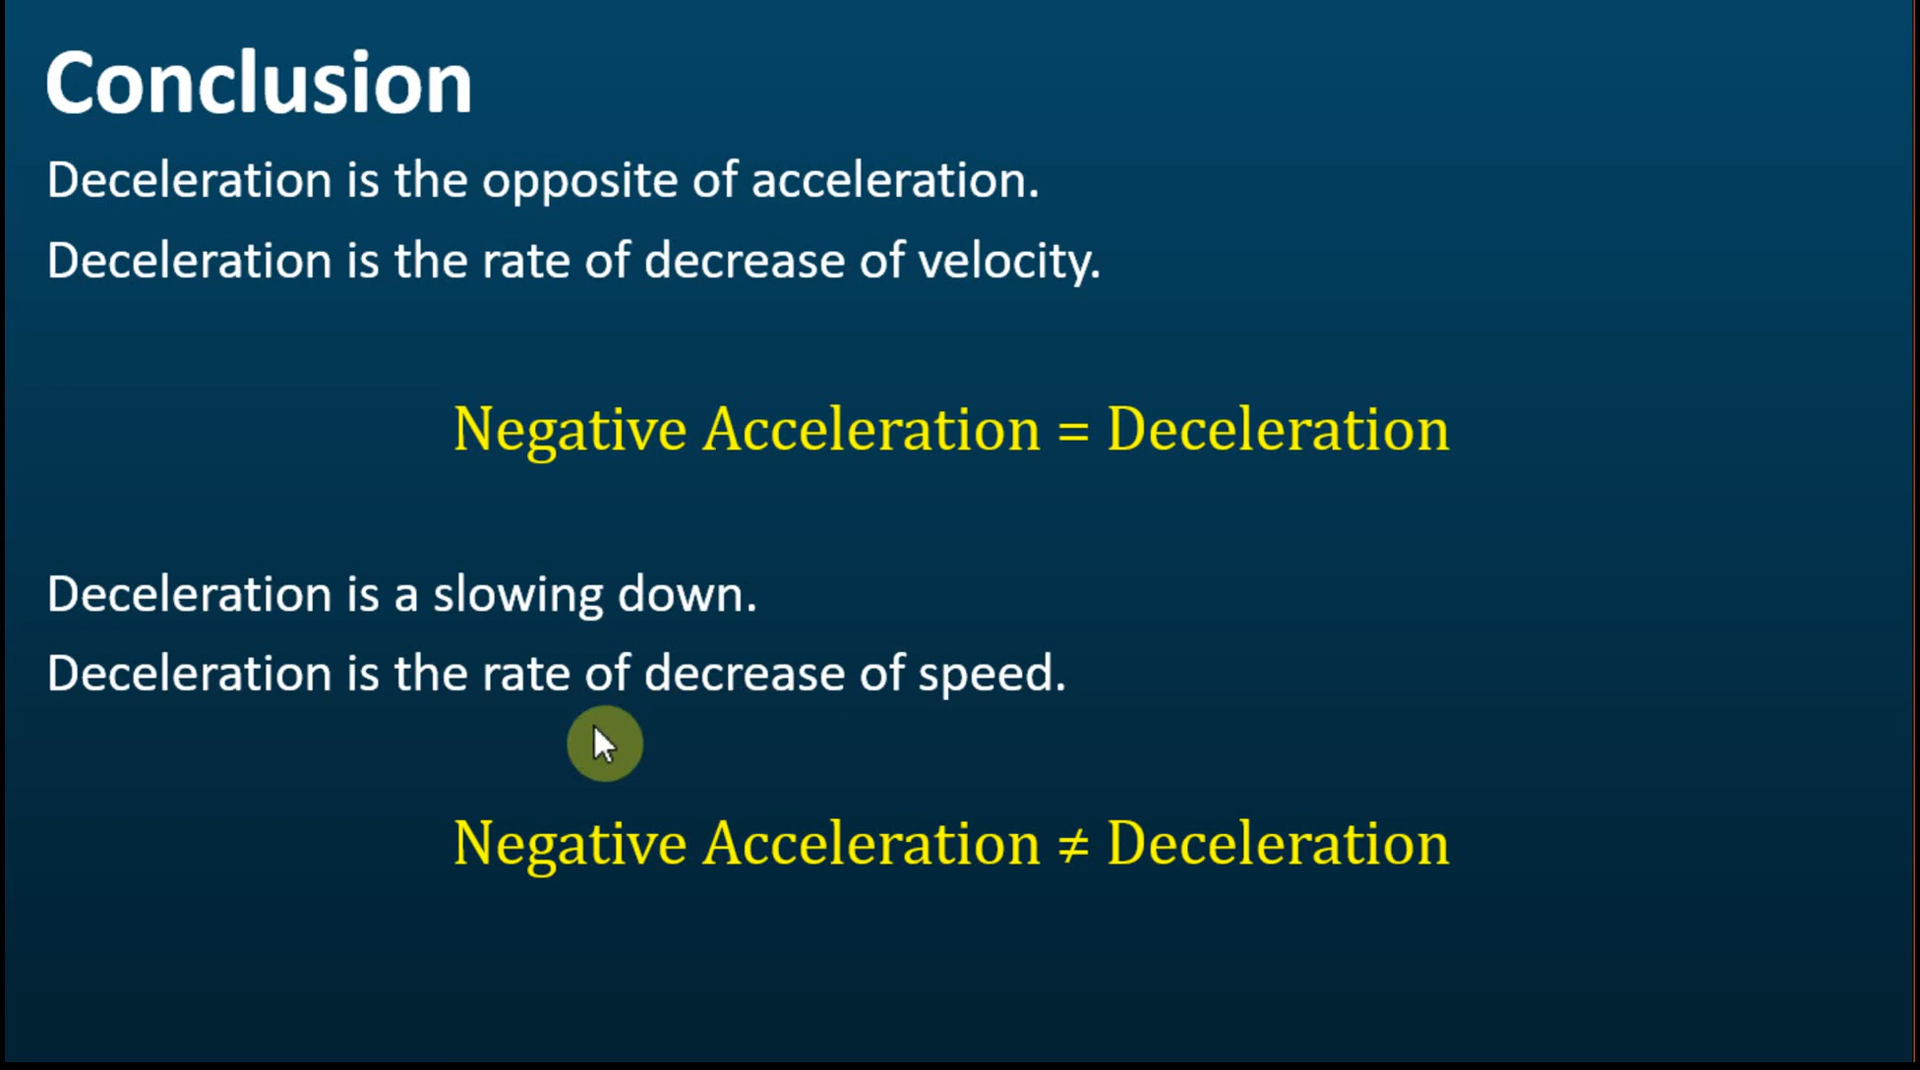 Conclusion
Deceleration is the opposite of acceleration.
Deceleration is the rate of decrease of velocity.
Negative Acceleration = Deceleration
Deceleration is a slowing down.
Deceleration is the rate of decrease of speed.
Negative Acceleration ≠ Deceleration